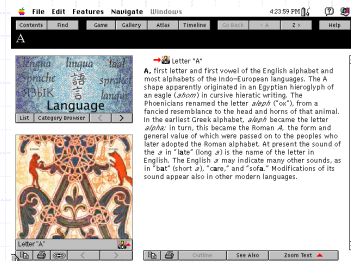 File Edit Features Navigate Windows 4:23:59 PM
Contents Find Game Gallery Atlas Timeline Go Back < A Z > Help
A
lingua lingua
language
Sprache
langue
Language
List Category Browser
Letter "A"
Letter "A"
A, first letter and first vowel of the English alphabet and
most alphabets of the Indo-European languages. The A
shape apparently originated in an Egyptian hieroglyph of
an eagle (ahom) in cursive hieratic writing. The
Phoenicians renamed the letter aleph ("ox"), from a
fancied resemblance to the head and horns of that animal.
In the earliest Greek alphabet, aleph became the letter
alpha; in turn, this became the Roman A, the form and
general value of which were passed on to the peoples who
later adopted the Roman alphabet. At present the sound of
the a in "late" (long a) is the name of the letter in
English. The English a may indicate many other sounds, as
in "bat" (short a), "care," and "sofa." Modifications of its
sound appear also in other modern languages.
Outline See Also Zoom Text